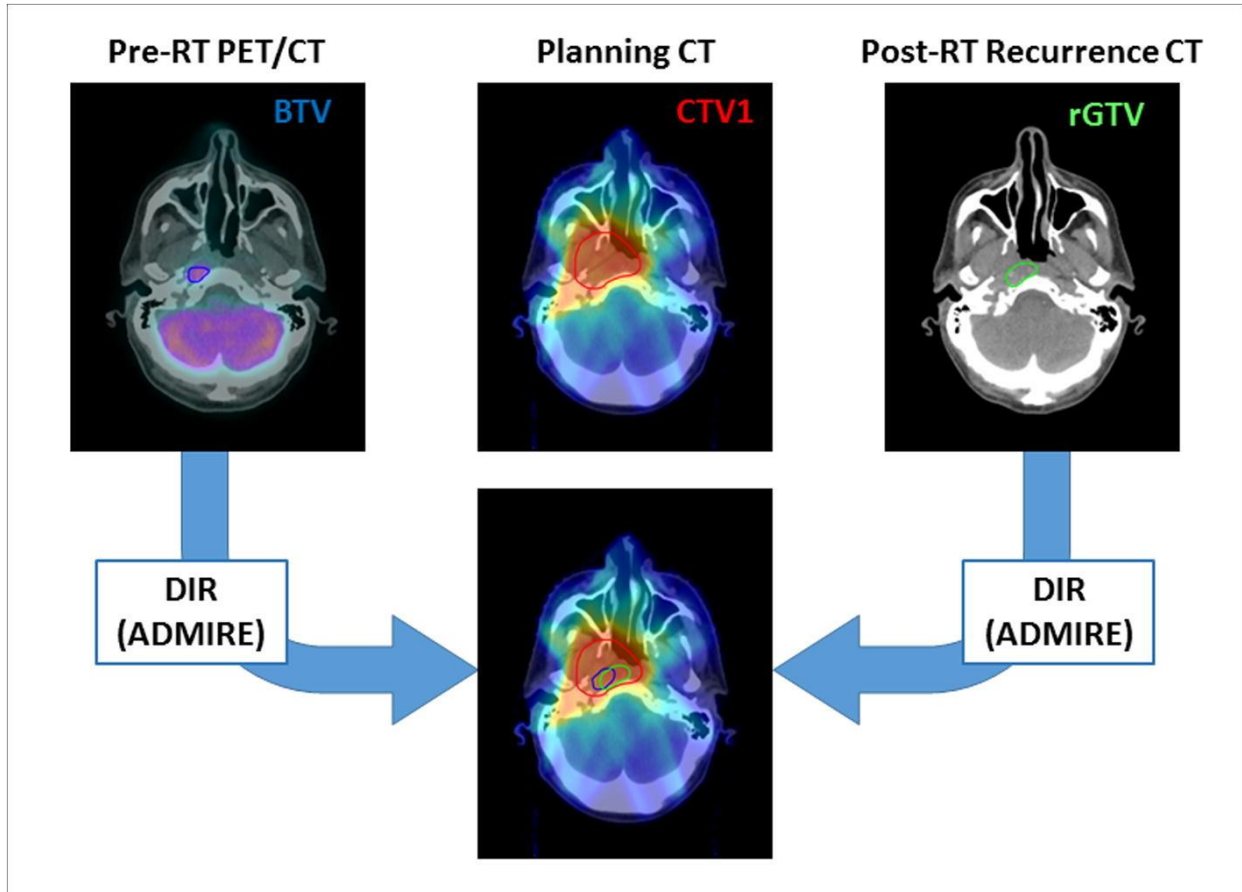 Pre-RT PET/CT
Planning CT
Post-RT Recurrence CT
BTV
CTV1
rGTV
DIR
(ADMIRE)
DIR
(ADMIRE)